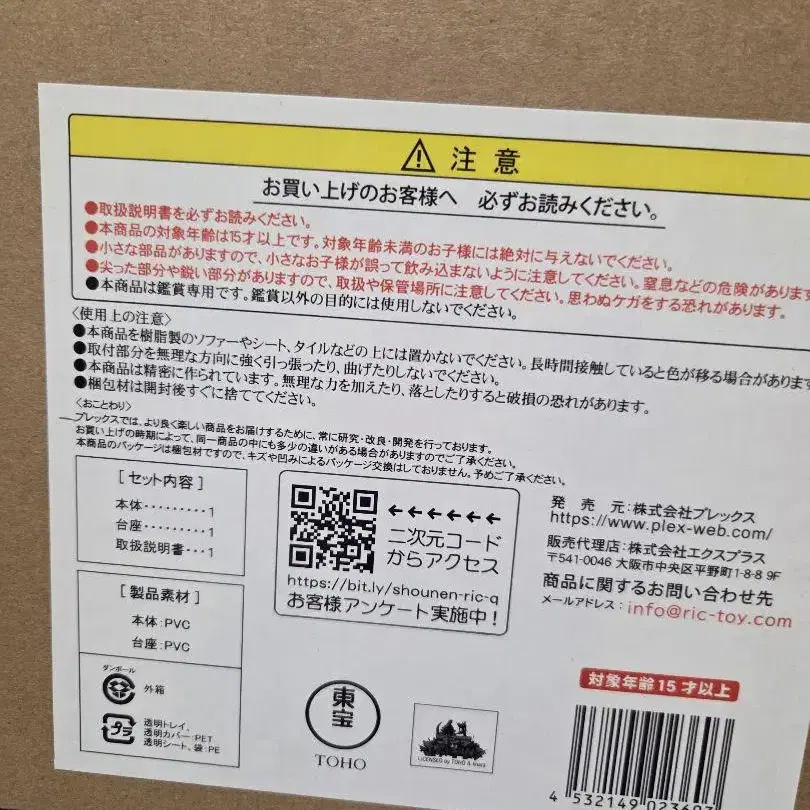 ⚠ 注意
お買い上げのお客様へ 必ずお読みください。
●取扱説明書を必ずお読みください。
●本商品の対象年齢は15才以上です。対象年齢未満のお子様には絶対に与えないでください。
●小さな部品がありますので、小さなお子様が誤って飲み込まないように注意してください。窒息などの危険があります
●尖った部分や鋭い部分がありますので、取扱や保管場所に注意してください。思わぬケガをする恐れがあります。
●本商品は鑑賞専用です。鑑賞以外の目的には使用しないでください。
〈使用上の注意〉
●本商品を樹脂製のソファーやシート、タイルなどの上には置かないでください。長時間接触していると色が移る場合があります
●取付部分を無理な方向に強く引っ張ったり、曲げたりしないでください。
●本商品は精密に作られています。無理な力を加えたり、落としたりすると破損の恐れがあります。
●梱包材は開封後すぐに捨ててください。
〈おことわり〉
プレックスでは、より良く楽しい商品をお届けするために、常に研究・改良・開発を行っております。
お買い上げの時期によって、同一商品の中にも多少の違いがある場合がありますのでご了承ください。
本商品のパッケージは梱包材ですので、キズや凹みによるパッケージ交換はしておりません。予めご了承ください。
［セット内容］
本体・・・・・・・・・1
台座・・・・・・・・・1
取扱説明書・・・1
［製品素材］
本体：PVC
台座：PVC
ダンボール
外箱
プラ
透明トレイ、
透明カバー：PET
透明シート、袋：PE
←←←←←←
二次元コード
からアクセス
https://bit.ly/shounen-ric-q
お客様アンケート実施中！
発売元：株式会社プレックス
https://www.plex-web.com/
販売代理店：株式会社エクスプラス
〒541-0046 大阪市中央区平野町1-8-8 9F
商品に関するお問い合わせ先
メールアドレス：info@ric-toy.com
東宝
TOHO
LICENSED by TOHO
対象年齢15才以上
4 532149 023